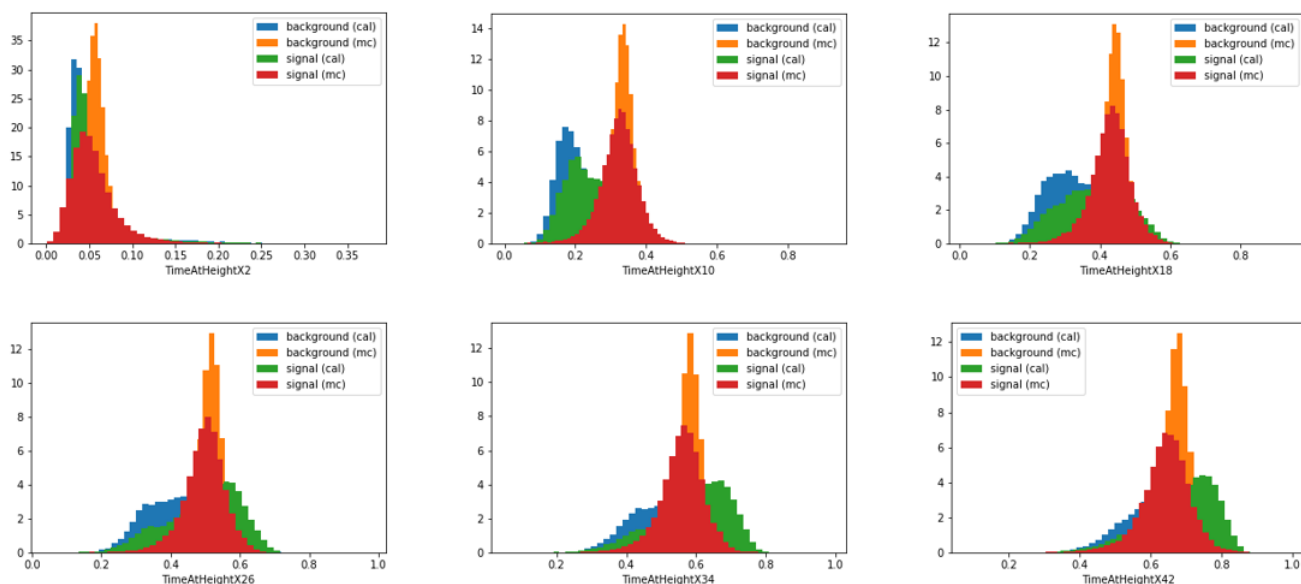 35
30
25
20
15
10
5
0
background (cal)
background (mc)
signal (cal)
signal (mc)
0.00 0.05 0.10 0.15 0.20 0.25 0.30 0.35
TimeAtHeightX2
14
12
10
8
6
4
2
0
background (cal)
background (mc)
signal (cal)
signal (mc)
0.0 0.2 0.4 0.6 0.8
TimeAtHeightX10
12
10
8
6
4
2
0
background (cal)
background (mc)
signal (cal)
signal (mc)
0.0 0.2 0.4 0.6 0.8
TimeAtHeightX18
12
10
8
6
4
2
0
background (cal)
background (mc)
signal (cal)
signal (mc)
0.0 0.2 0.4 0.6 0.8 1.0
TimeAtHeightX26
12
10
8
6
4
2
0
background (cal)
background (mc)
signal (cal)
signal (mc)
0.2 0.4 0.6 0.8 1.0
TimeAtHeightX34
12
10
8
6
4
2
0
background (cal)
background (mc)
signal (cal)
signal (mc)
0.2 0.4 0.6 0.8 1.0
TimeAtHeightX42